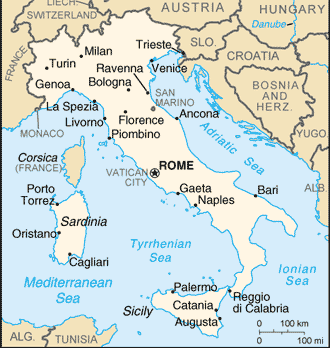 LIECH.
SWITZERLAND
AUSTRIA
HUNGARY
Danube
FRANCE
Milan
Trieste
SLO.
CROATIA
Turin
Venice
Ravenna
Bologna
Genoa
SAN
MARINO
BOSNIA
AND
HERZ.
La Spezia
Florence
Ancona
MONACO
Livorno
Piombino
Adriatic Sea
YUGO.
Corsica
(FRANCE)
VATICAN
CITY
ROME
Porto
Torrez
Gaeta
Naples
Bari
Sardinia
Oristano
Tyrrhenian
Sea
Cagliari
Mediterranean
Sea
Ionian
Sea
Palermo
Reggio
di Calabria
Sicily
Catania
Augusta
ALG.
TUNISIA
0
100 km
0
100 mi